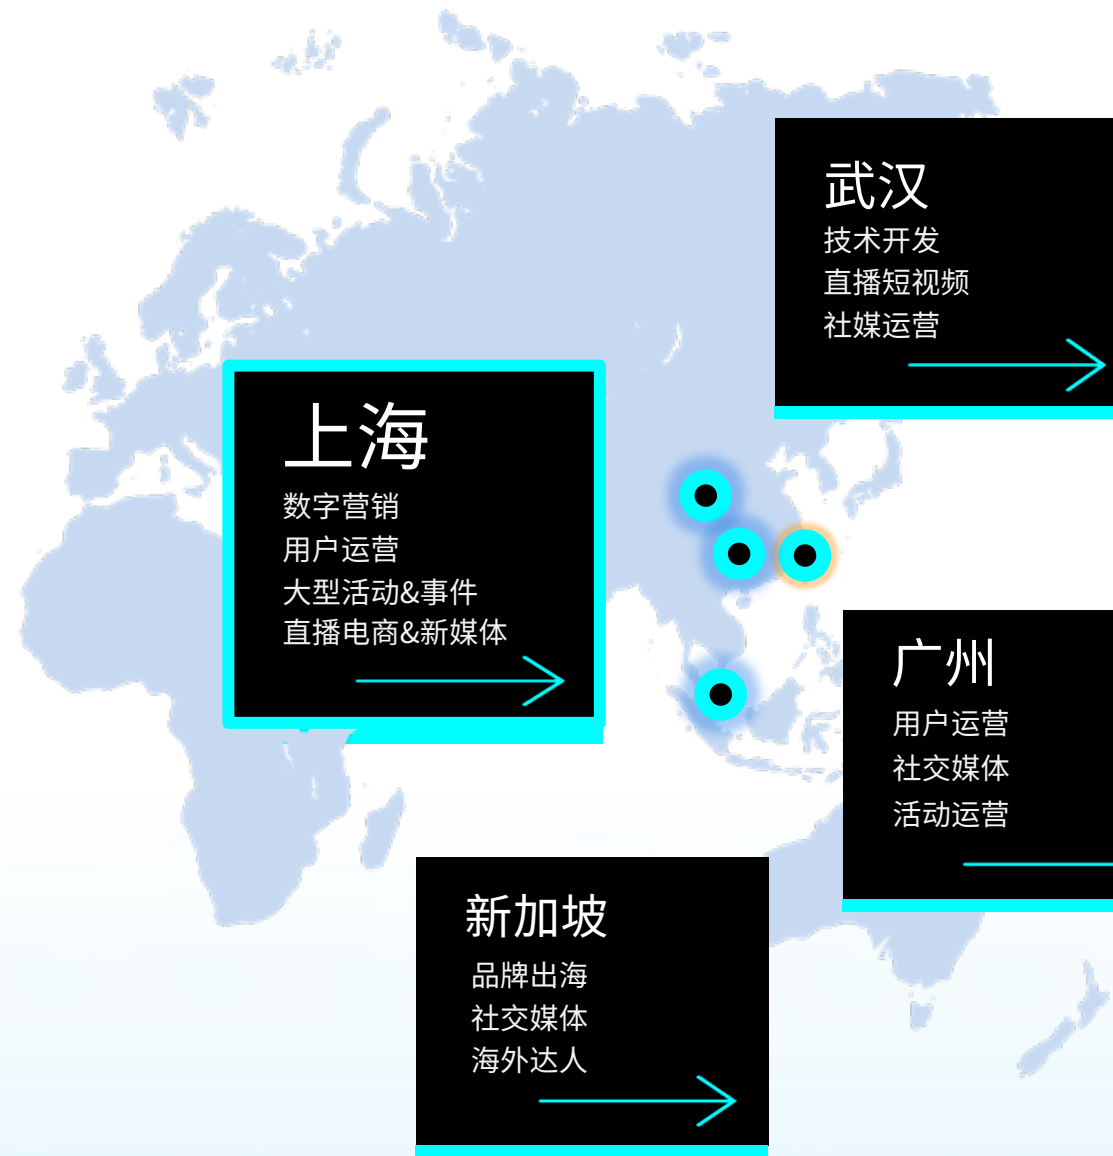 武汉
技术开发
直播短视频
社媒运营
上海
数字营销
用户运营
大型活动&事件
直播电商&新媒体
广州
用户运营
社交媒体
活动运营
新加坡
品牌出海
社交媒体
海外达人